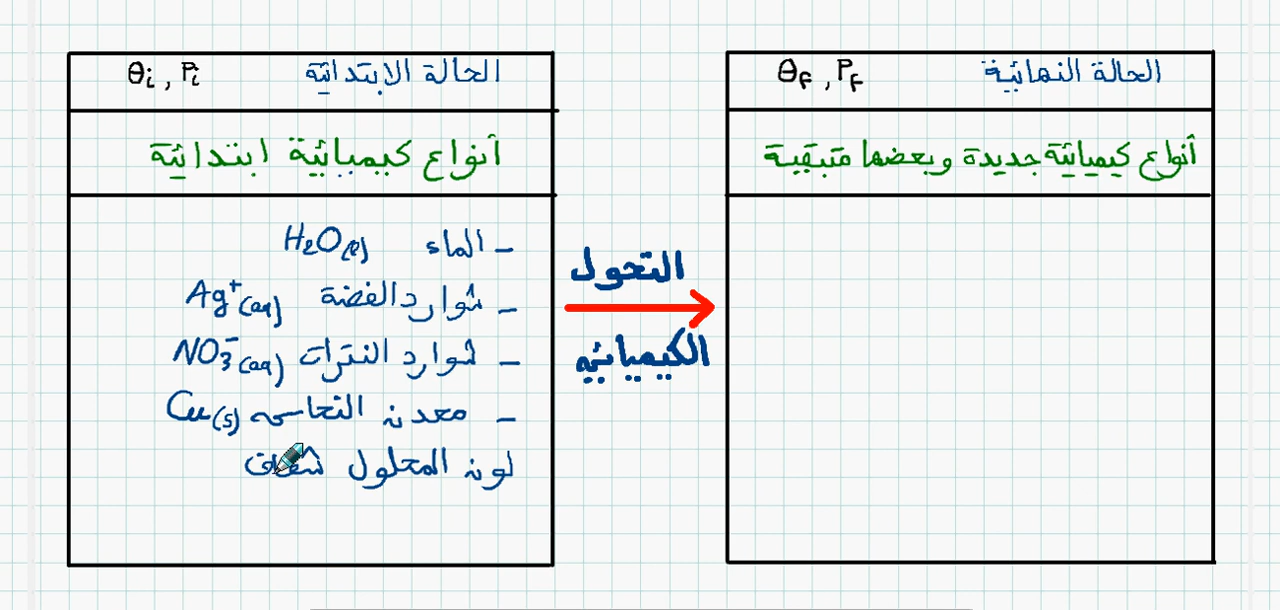 الحالة الابتدائية θi , Pi
أنواع كيميائية ابتدائية
- الماء H₂O(l)
- شوارد الفضة Ag⁺(aq)
- شوارد النترات NO₃⁻(aq)
- معدن النحاس Cu(s)
لون المحلول شفاف
التحول
الكيميائي
الحالة النهائية θF , PF
أنواع كيميائية جديدة وبعضها متبقية